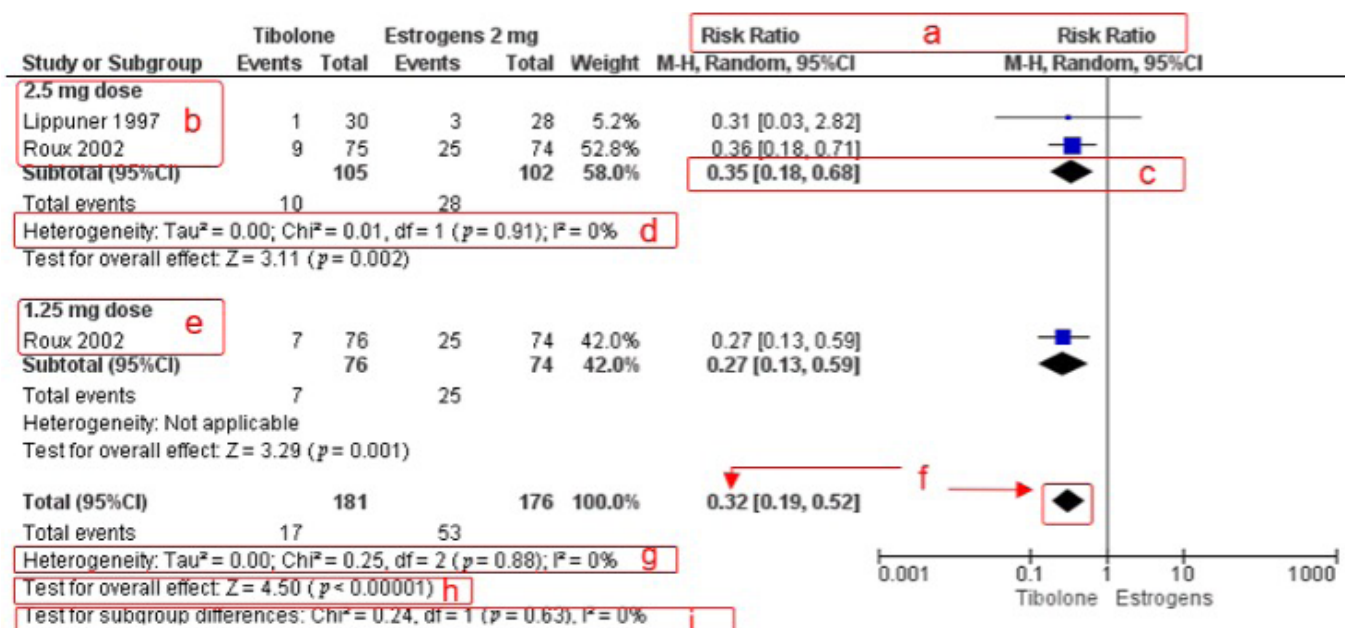 Tibolone Estrogens 2 mg Risk Ratio a Risk Ratio
Study or Subgroup Events Total Events Total Weight M-H, Random, 95%CI M-H, Random, 95%CI
2.5 mg dose
Lippuner 1997 b 1 30 3 28 5.2% 0.31 [0.03, 2.82]
Roux 2002 9 75 25 74 52.8% 0.36 [0.18, 0.71]
Subtotal (95%CI) 105 102 58.0% 0.35 [0.18, 0.68] c
Total events 10 28
Heterogeneity: Tau² = 0.00; Chi² = 0.01, df = 1 (p = 0.91); I² = 0% d
Test for overall effect: Z = 3.11 (p = 0.002)
1.25 mg dose
e
Roux 2002 7 76 25 74 42.0% 0.27 [0.13, 0.59]
Subtotal (95%CI) 76 74 42.0% 0.27 [0.13, 0.59]
Total events 7 25
Heterogeneity: Not applicable
Test for overall effect: Z = 3.29 (p = 0.001)
f
Total (95%CI) 181 176 100.0% 0.32 [0.19, 0.52]
Total events 17 53
Heterogeneity: Tau² = 0.00; Chi² = 0.25, df = 2 (p = 0.88); I² = 0% g
Test for overall effect: Z = 4.50 (p < 0.00001) h
Test for subgroup differences: Chi² = 0.24, df = 1 (p = 0.63), I² = 0% i
0.001 0.1 1 10 1000
Tibolone Estrogens